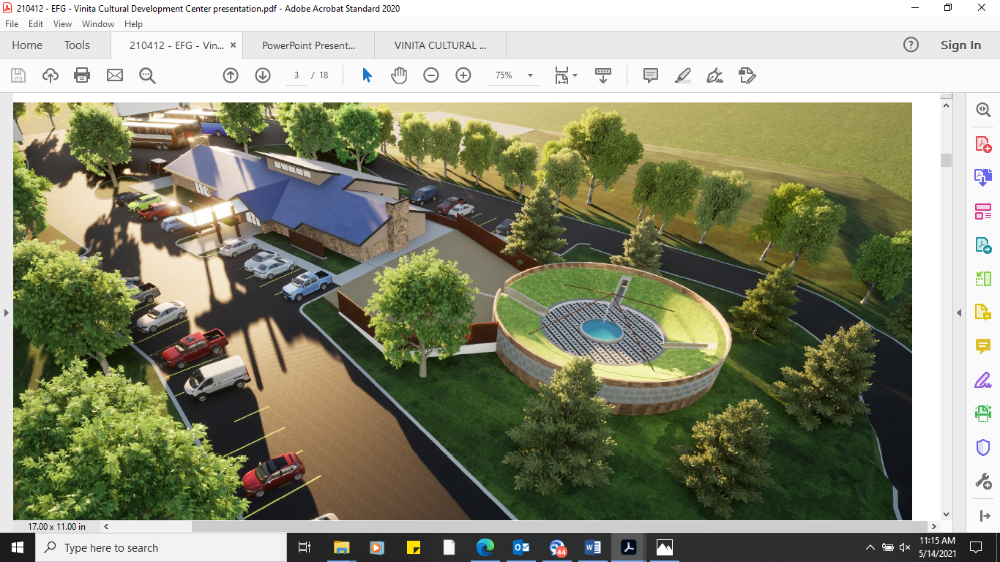 210412 - EFG - Vinita Cultural Development Center presentation.pdf - Adobe Acrobat Standard 2020
File Edit View Window Help
Home Tools 210412 - EFG - Vin... × PowerPoint Present... VINITA CULTURAL ... Sign In
3 / 18 75%
17.00 x 11.00 in
Type here to search 44 11:15 AM
5/14/2021